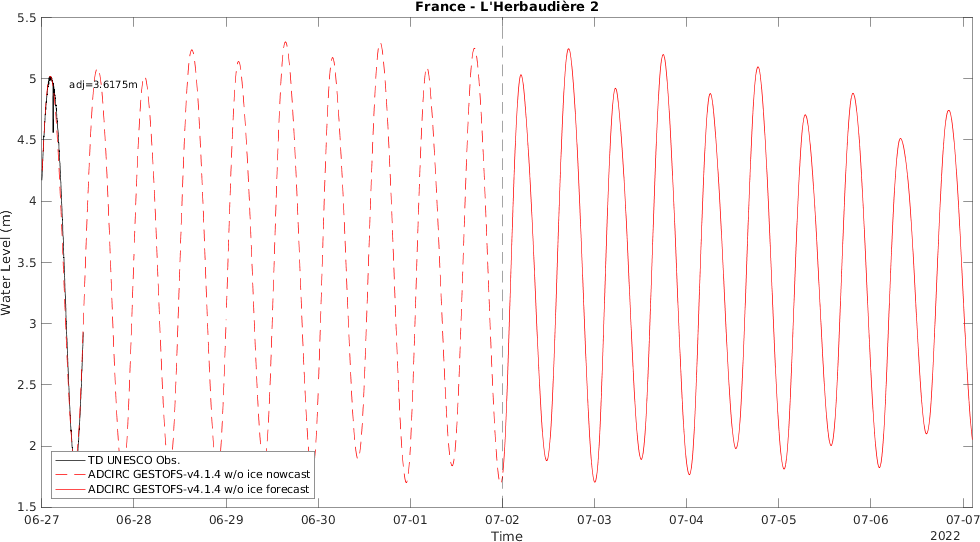 France - L'Herbaudière 2
5.5
5
4.5
4
3.5
3
2.5
2
1.5
Water Level (m)
adj=3.6175m
TD UNESCO Obs.
ADCIRC GESTOFS-v4.1.4 w/o ice nowcast
ADCIRC GESTOFS-v4.1.4 w/o ice forecast
06-27 06-28 06-29 06-30 07-01 07-02 07-03 07-04 07-05 07-06 07-07
Time
2022